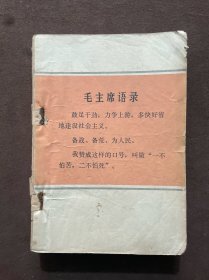 毛主席语录
鼓足干劲，力争上游，多快好省
地建设社会主义。
备战、备荒、为人民。
我赞成这样的口号，叫做“一不
怕苦，二不怕死”。